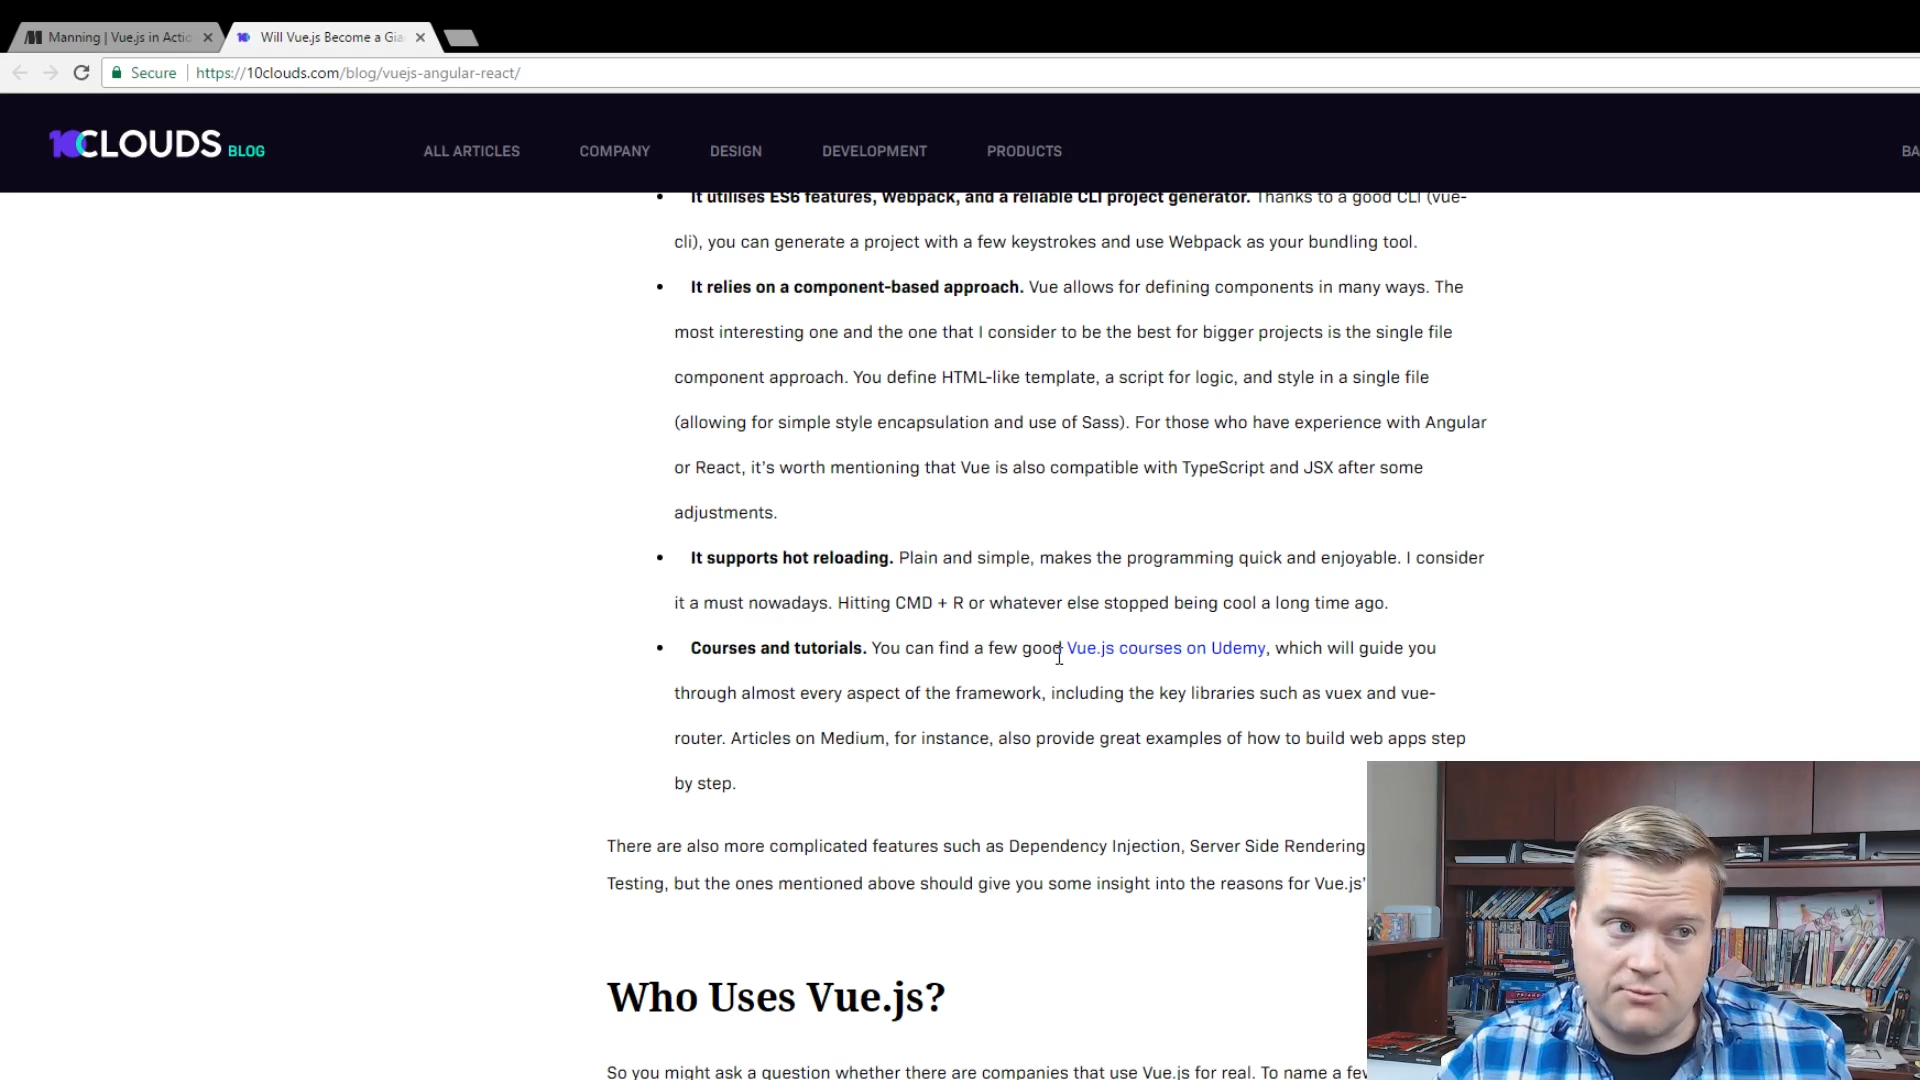 Manning | Vue.js in Actio
Will Vue.js Become a Gia
Secure
https://10clouds.com/blog/vuejs-angular-react/
10CLOUDS BLOG
ALL ARTICLES
COMPANY
DESIGN
DEVELOPMENT
PRODUCTS
BA
It utilises ES6 features, Webpack, and a reliable CLI project generator. Thanks to a good CLI (vue-
cli), you can generate a project with a few keystrokes and use Webpack as your bundling tool.
It relies on a component-based approach. Vue allows for defining components in many ways. The
most interesting one and the one that I consider to be the best for bigger projects is the single file
component approach. You define HTML-like template, a script for logic, and style in a single file
(allowing for simple style encapsulation and use of Sass). For those who have experience with Angular
or React, it's worth mentioning that Vue is also compatible with TypeScript and JSX after some
adjustments.
It supports hot reloading. Plain and simple, makes the programming quick and enjoyable. I consider
it a must nowadays. Hitting CMD + R or whatever else stopped being cool a long time ago.
Courses and tutorials. You can find a few good Vue.js courses on Udemy, which will guide you
through almost every aspect of the framework, including the key libraries such as vuex and vue-
router. Articles on Medium, for instance, also provide great examples of how to build web apps step
by step.
There are also more complicated features such as Dependency Injection, Server Side Rendering
Testing, but the ones mentioned above should give you some insight into the reasons for Vue.js'
Who Uses Vue.js?
So you might ask a question whether there are companies that use Vue.js for real. To name a few